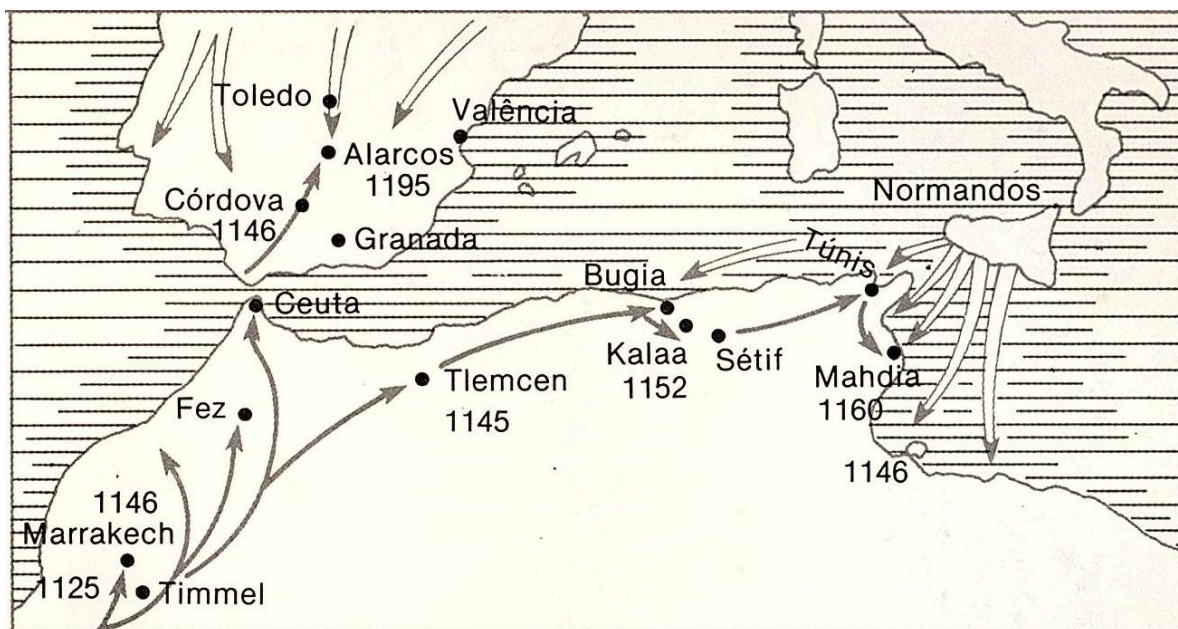 Toledo
Valência
Alarcos
1195
Córdova
1146
Granada
Normandos
Túnis
Bugia
Ceuta
Kalaa
1152
Sétif
Mahdia
1160
Tlemcen
1145
Fez
1146
1146
Marrakech
1125
Timmel